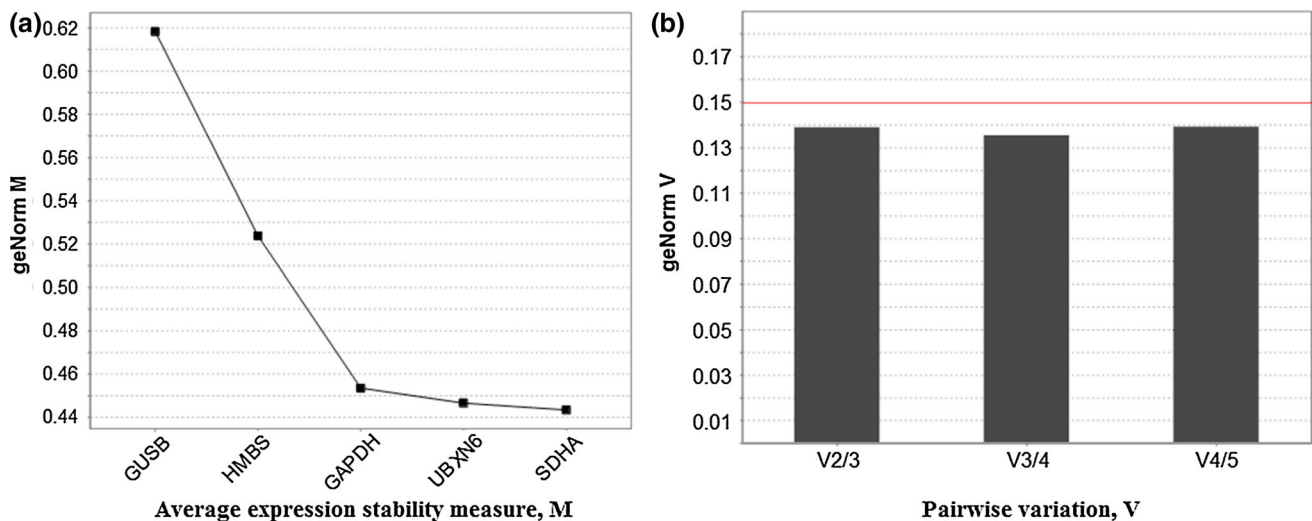 (a)
geNorm M
0.62
0.60
0.58
0.56
0.54
0.52
0.50
0.48
0.46
0.44
GUSB
HMBS
GAPDH
UBXN6
SDHA
Average expression stability measure, M
(b)
geNorm V
0.17
0.15
0.13
0.11
0.09
0.07
0.05
0.03
0.01
V2/3
V3/4
V4/5
Pairwise variation, V